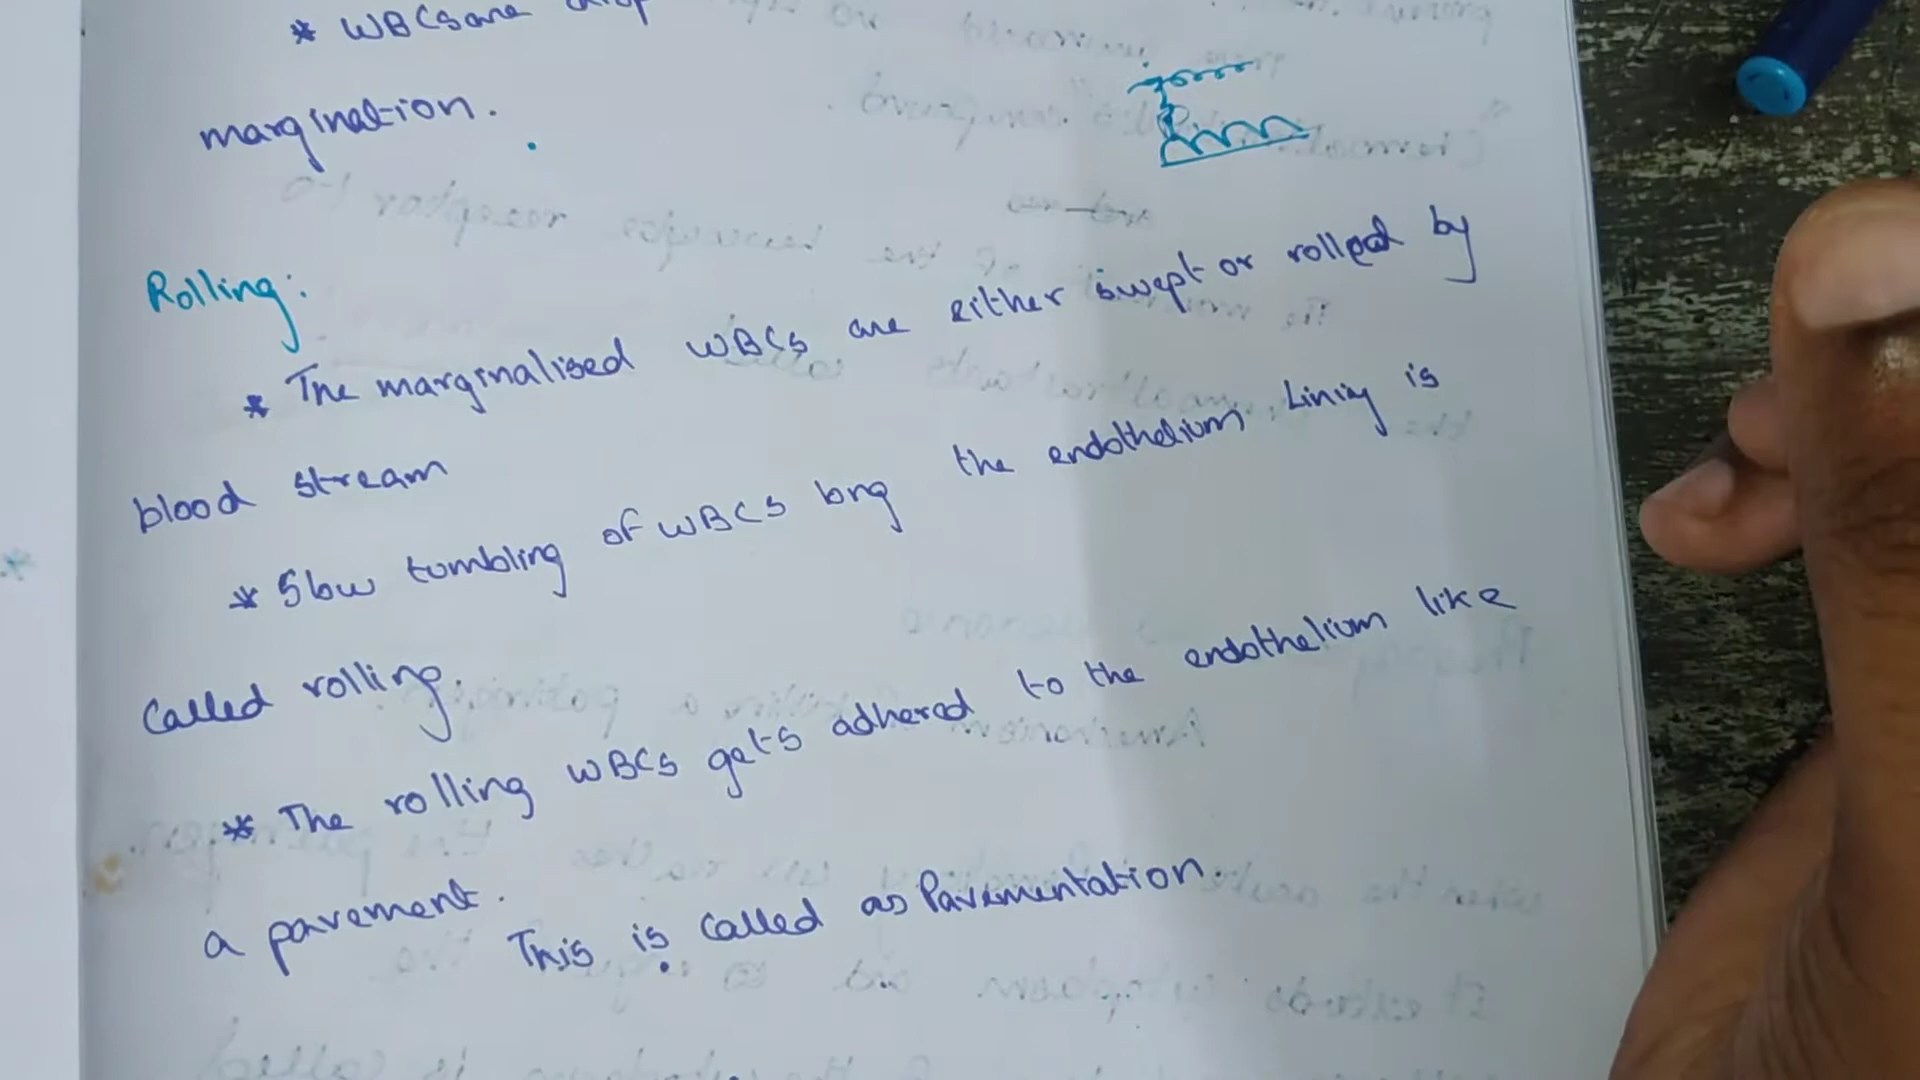 * WBCs are
margination.
Rolling:
* The marginalised WBCs are either swept or rolled by
blood stream
* Slow tumbling of WBCs long the endothelium Lining is
Called rolling.
* The rolling WBCs gets adhered to the endothelium like
a pavement. This is called as Pavementation.